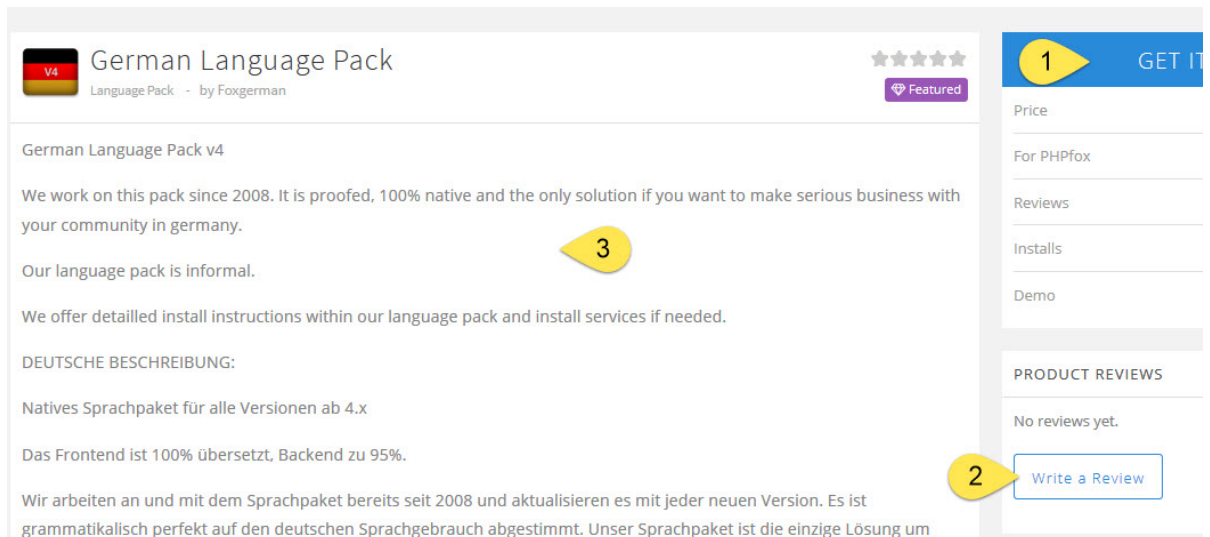 V4
German Language Pack
Language Pack - by Foxgerman
Featured
German Language Pack v4
We work on this pack since 2008. It is proofed, 100% native and the only solution if you want to make serious business with
your community in germany.
3
Our language pack is informal.
We offer detailled install instructions within our language pack and install services if needed.
DEUTSCHE BESCHREIBUNG:
Natives Sprachpaket für alle Versionen ab 4.x
Das Frontend ist 100% übersetzt, Backend zu 95%.
Wir arbeiten an und mit dem Sprachpaket bereits seit 2008 und aktualisieren es mit jeder neuen Version. Es ist
grammatikalisch perfekt auf den deutschen Sprachgebrauch abgestimmt. Unser Sprachpaket ist die einzige Lösung um
1
GET IT
Price
For PHPfox
Reviews
Installs
Demo
PRODUCT REVIEWS
No reviews yet.
2
Write a Review